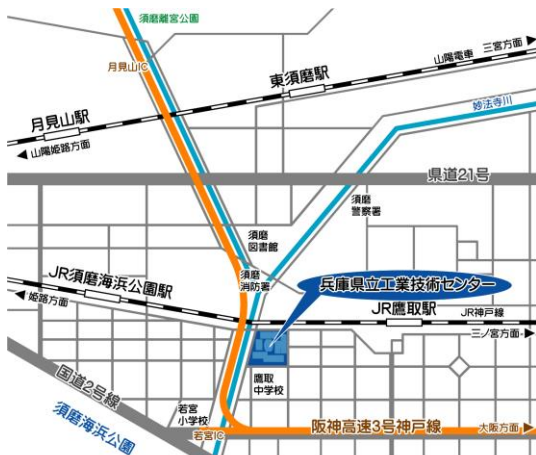 須磨離宮公園
三宮方面
山陽電車
月見山IC
東須磨駅
月見山駅
妙法寺川
山陽姫路方面
県道21号
須磨
警察署
須磨
図書館
須磨
消防署
兵庫県立工業技術センター
JR須磨海浜公園駅
姫路方面
JR鷹取駅
JR神戸線
三ノ宮方面
国道2号線
鷹取
中学校
若宮
小学校
須磨海浜公園
若宮IC
阪神高速3号神戸線
大阪方面